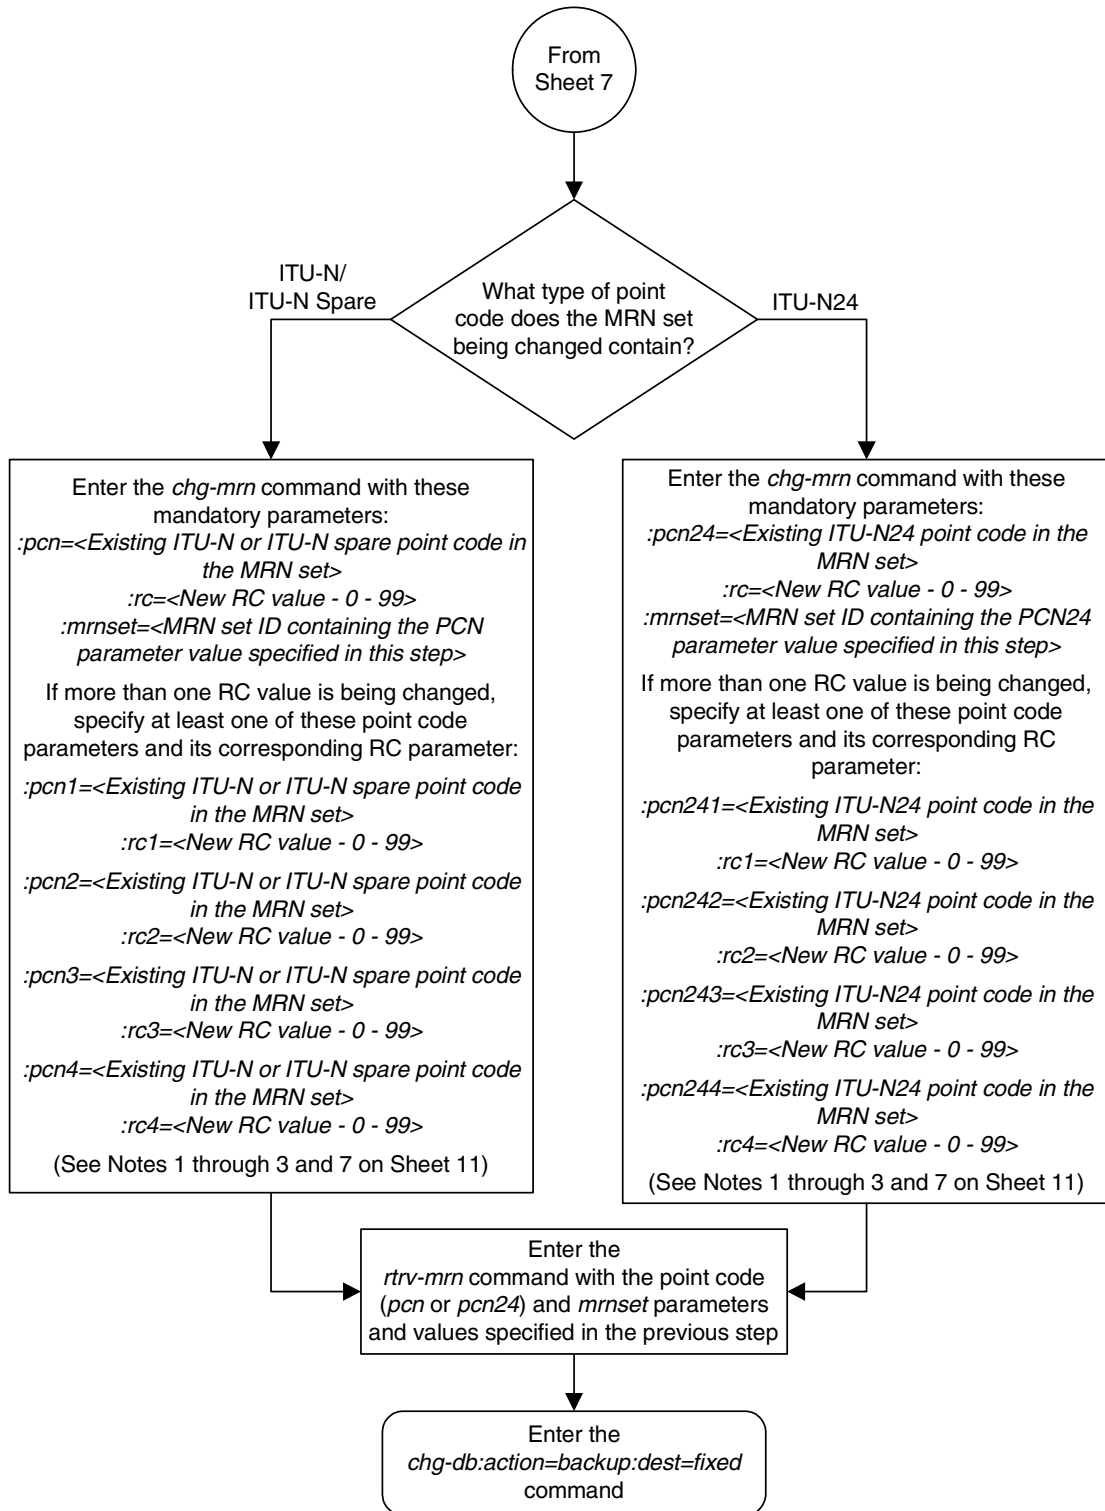 From
Sheet 7
ITU-N/
ITU-N Spare
What type of point
code does the MRN set
being changed contain?
ITU-N24
Enter the chg-mrn command with these
mandatory parameters:
:pcn=<Existing ITU-N or ITU-N spare point code in
the MRN set>
:rc=<New RC value - 0 - 99>
:mrnset=<MRN set ID containing the PCN
parameter value specified in this step>
If more than one RC value is being changed,
specify at least one of these point code
parameters and its corresponding RC parameter:
:pcn1=<Existing ITU-N or ITU-N spare point code
in the MRN set>
:rc1=<New RC value - 0 - 99>
:pcn2=<Existing ITU-N or ITU-N spare point code
in the MRN set>
:rc2=<New RC value - 0 - 99>
:pcn3=<Existing ITU-N or ITU-N spare point code
in the MRN set>
:rc3=<New RC value - 0 - 99>
:pcn4=<Existing ITU-N or ITU-N spare point code
in the MRN set>
:rc4=<New RC value - 0 - 99>
(See Notes 1 through 3 and 7 on Sheet 11)
Enter the chg-mrn command with these
mandatory parameters:
:pcn24=<Existing ITU-N24 point code in the
MRN set>
:rc=<New RC value - 0 - 99>
:mrnset=<MRN set ID containing the PCN24
parameter value specified in this step>
If more than one RC value is being changed,
specify at least one of these point code
parameters and its corresponding RC
parameter:
:pcn241=<Existing ITU-N24 point code in the
MRN set>
:rc1=<New RC value - 0 - 99>
:pcn242=<Existing ITU-N24 point code in the
MRN set>
:rc2=<New RC value - 0 - 99>
:pcn243=<Existing ITU-N24 point code in the
MRN set>
:rc3=<New RC value - 0 - 99>
:pcn244=<Existing ITU-N24 point code in the
MRN set>
:rc4=<New RC value - 0 - 99>
(See Notes 1 through 3 and 7 on Sheet 11)
Enter the
rtrv-mrn command with the point code
(pcn or pcn24) and mrnset parameters
and values specified in the previous step
Enter the
chg-db:action=backup:dest=fixed
command